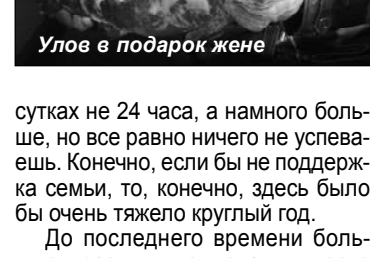 Улов в подарок жене
сутках не 24 часа, а намного боль-
ше, но все равно ничего не успева-
ешь. Конечно, если бы не поддерж-
ка семьи, то, конечно, здесь было
бы очень тяжело круглый год.
До последнего времени боль-